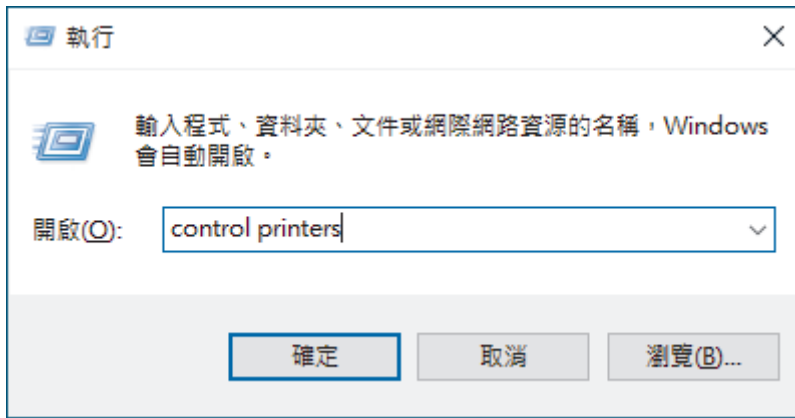 執行
輸入程式、資料夾、文件或網際網路資源的名稱，Windows
會自動開啟。
開啟(O):
control printers
確定
取消
瀏覽(B)...